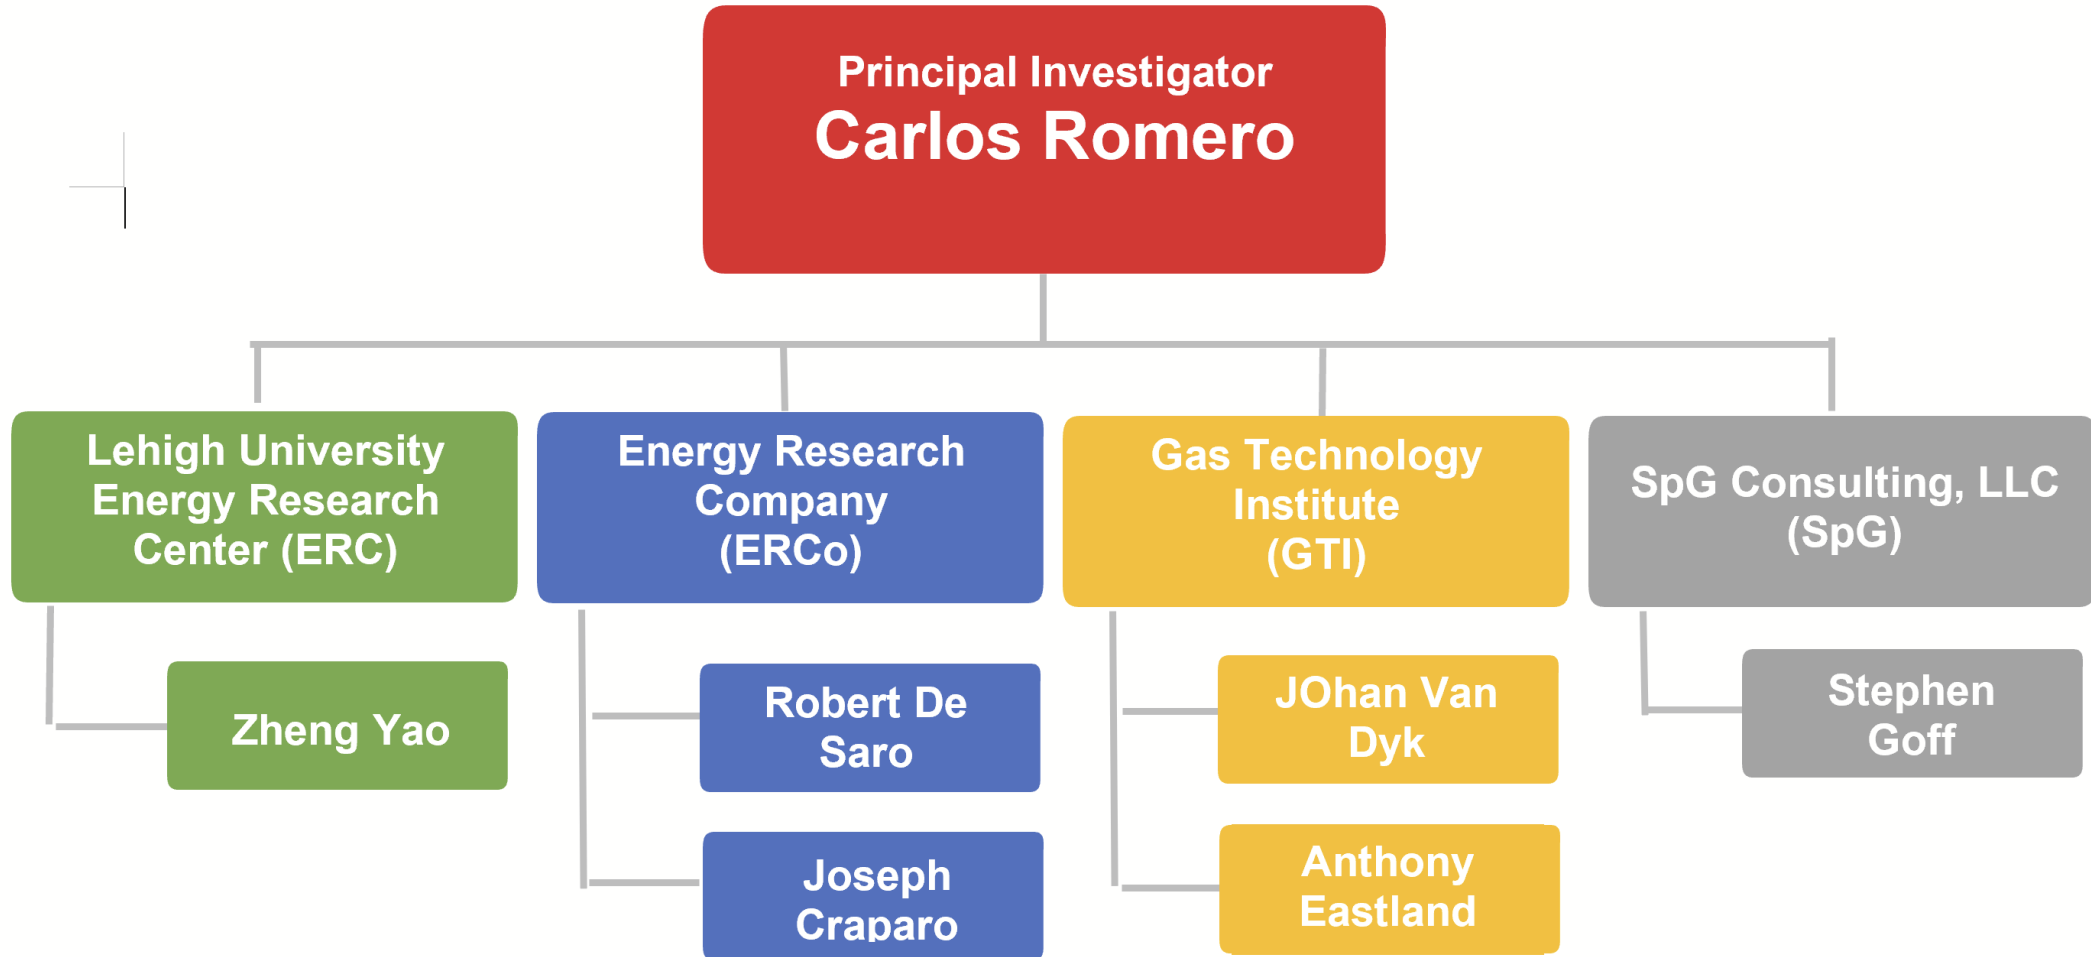 Principal Investigator
Carlos Romero
Lehigh University
Energy Research
Center (ERC)
Energy Research
Company
(ERCo)
Gas Technology
Institute
(GTI)
SpG Consulting, LLC
(SpG)
Zheng Yao
Robert De
Saro
JOhan Van
Dyk
Stephen
Goff
Joseph
Craparo
Anthony
Eastland